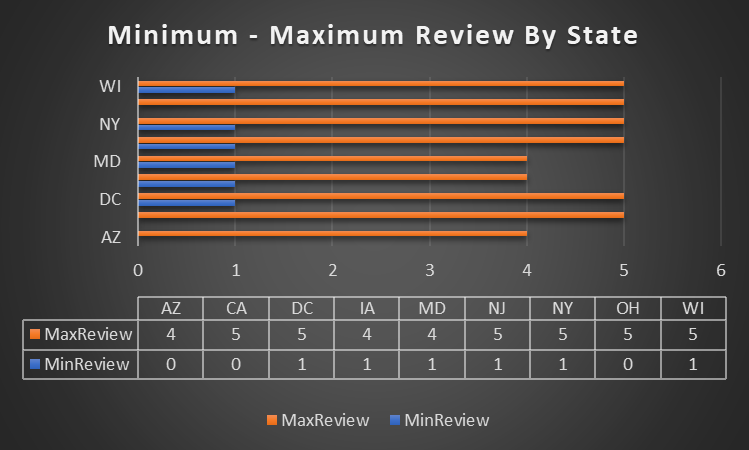 Minimum - Maximum Review By State
WI
NY
MD
DC
AZ
0 1 2 3 4 5 6
AZ CA DC IA MD NJ NY OH WI
MaxReview 4 5 5 4 4 5 5 5 5
MinReview 0 0 1 1 1 1 1 0 1
MaxReview MinReview